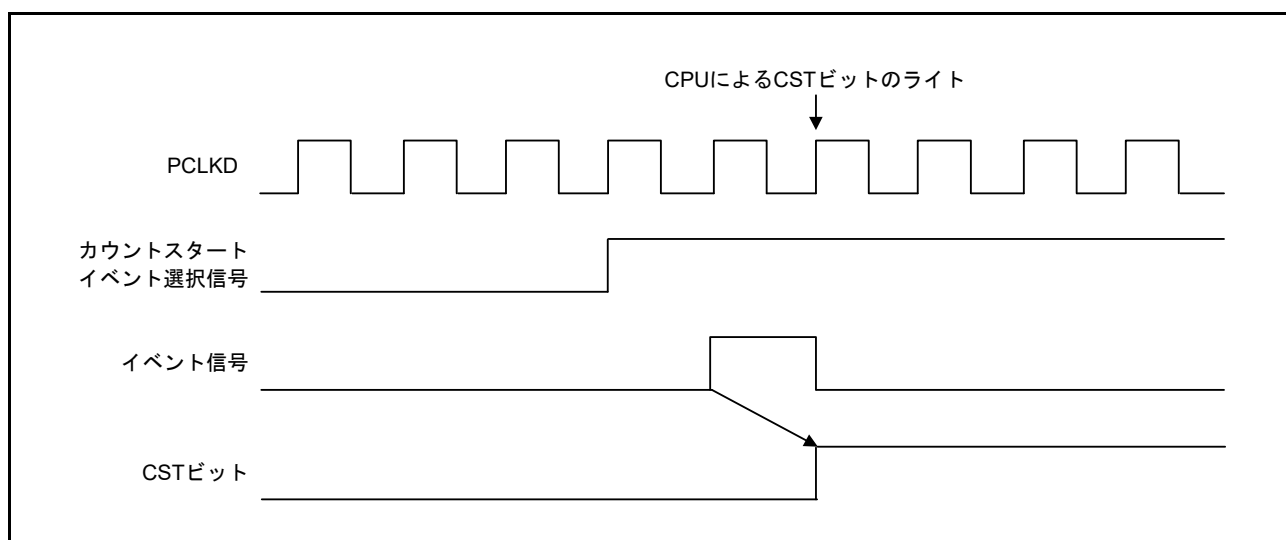 CPUによるCSTビットのライト
PCLKD
カウントスタート
イベント選択信号
イベント信号
CSTビット